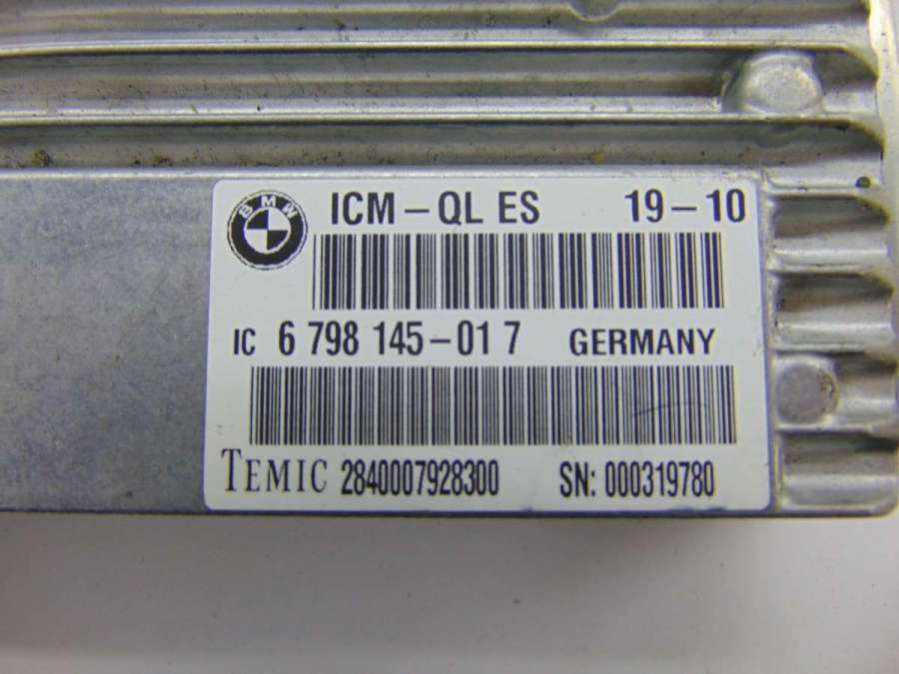 BMW
ICM-QL ES 19-10
IC 6 798 145-01 7 GERMANY
TEMIC 2840007928300 SN: 000319780